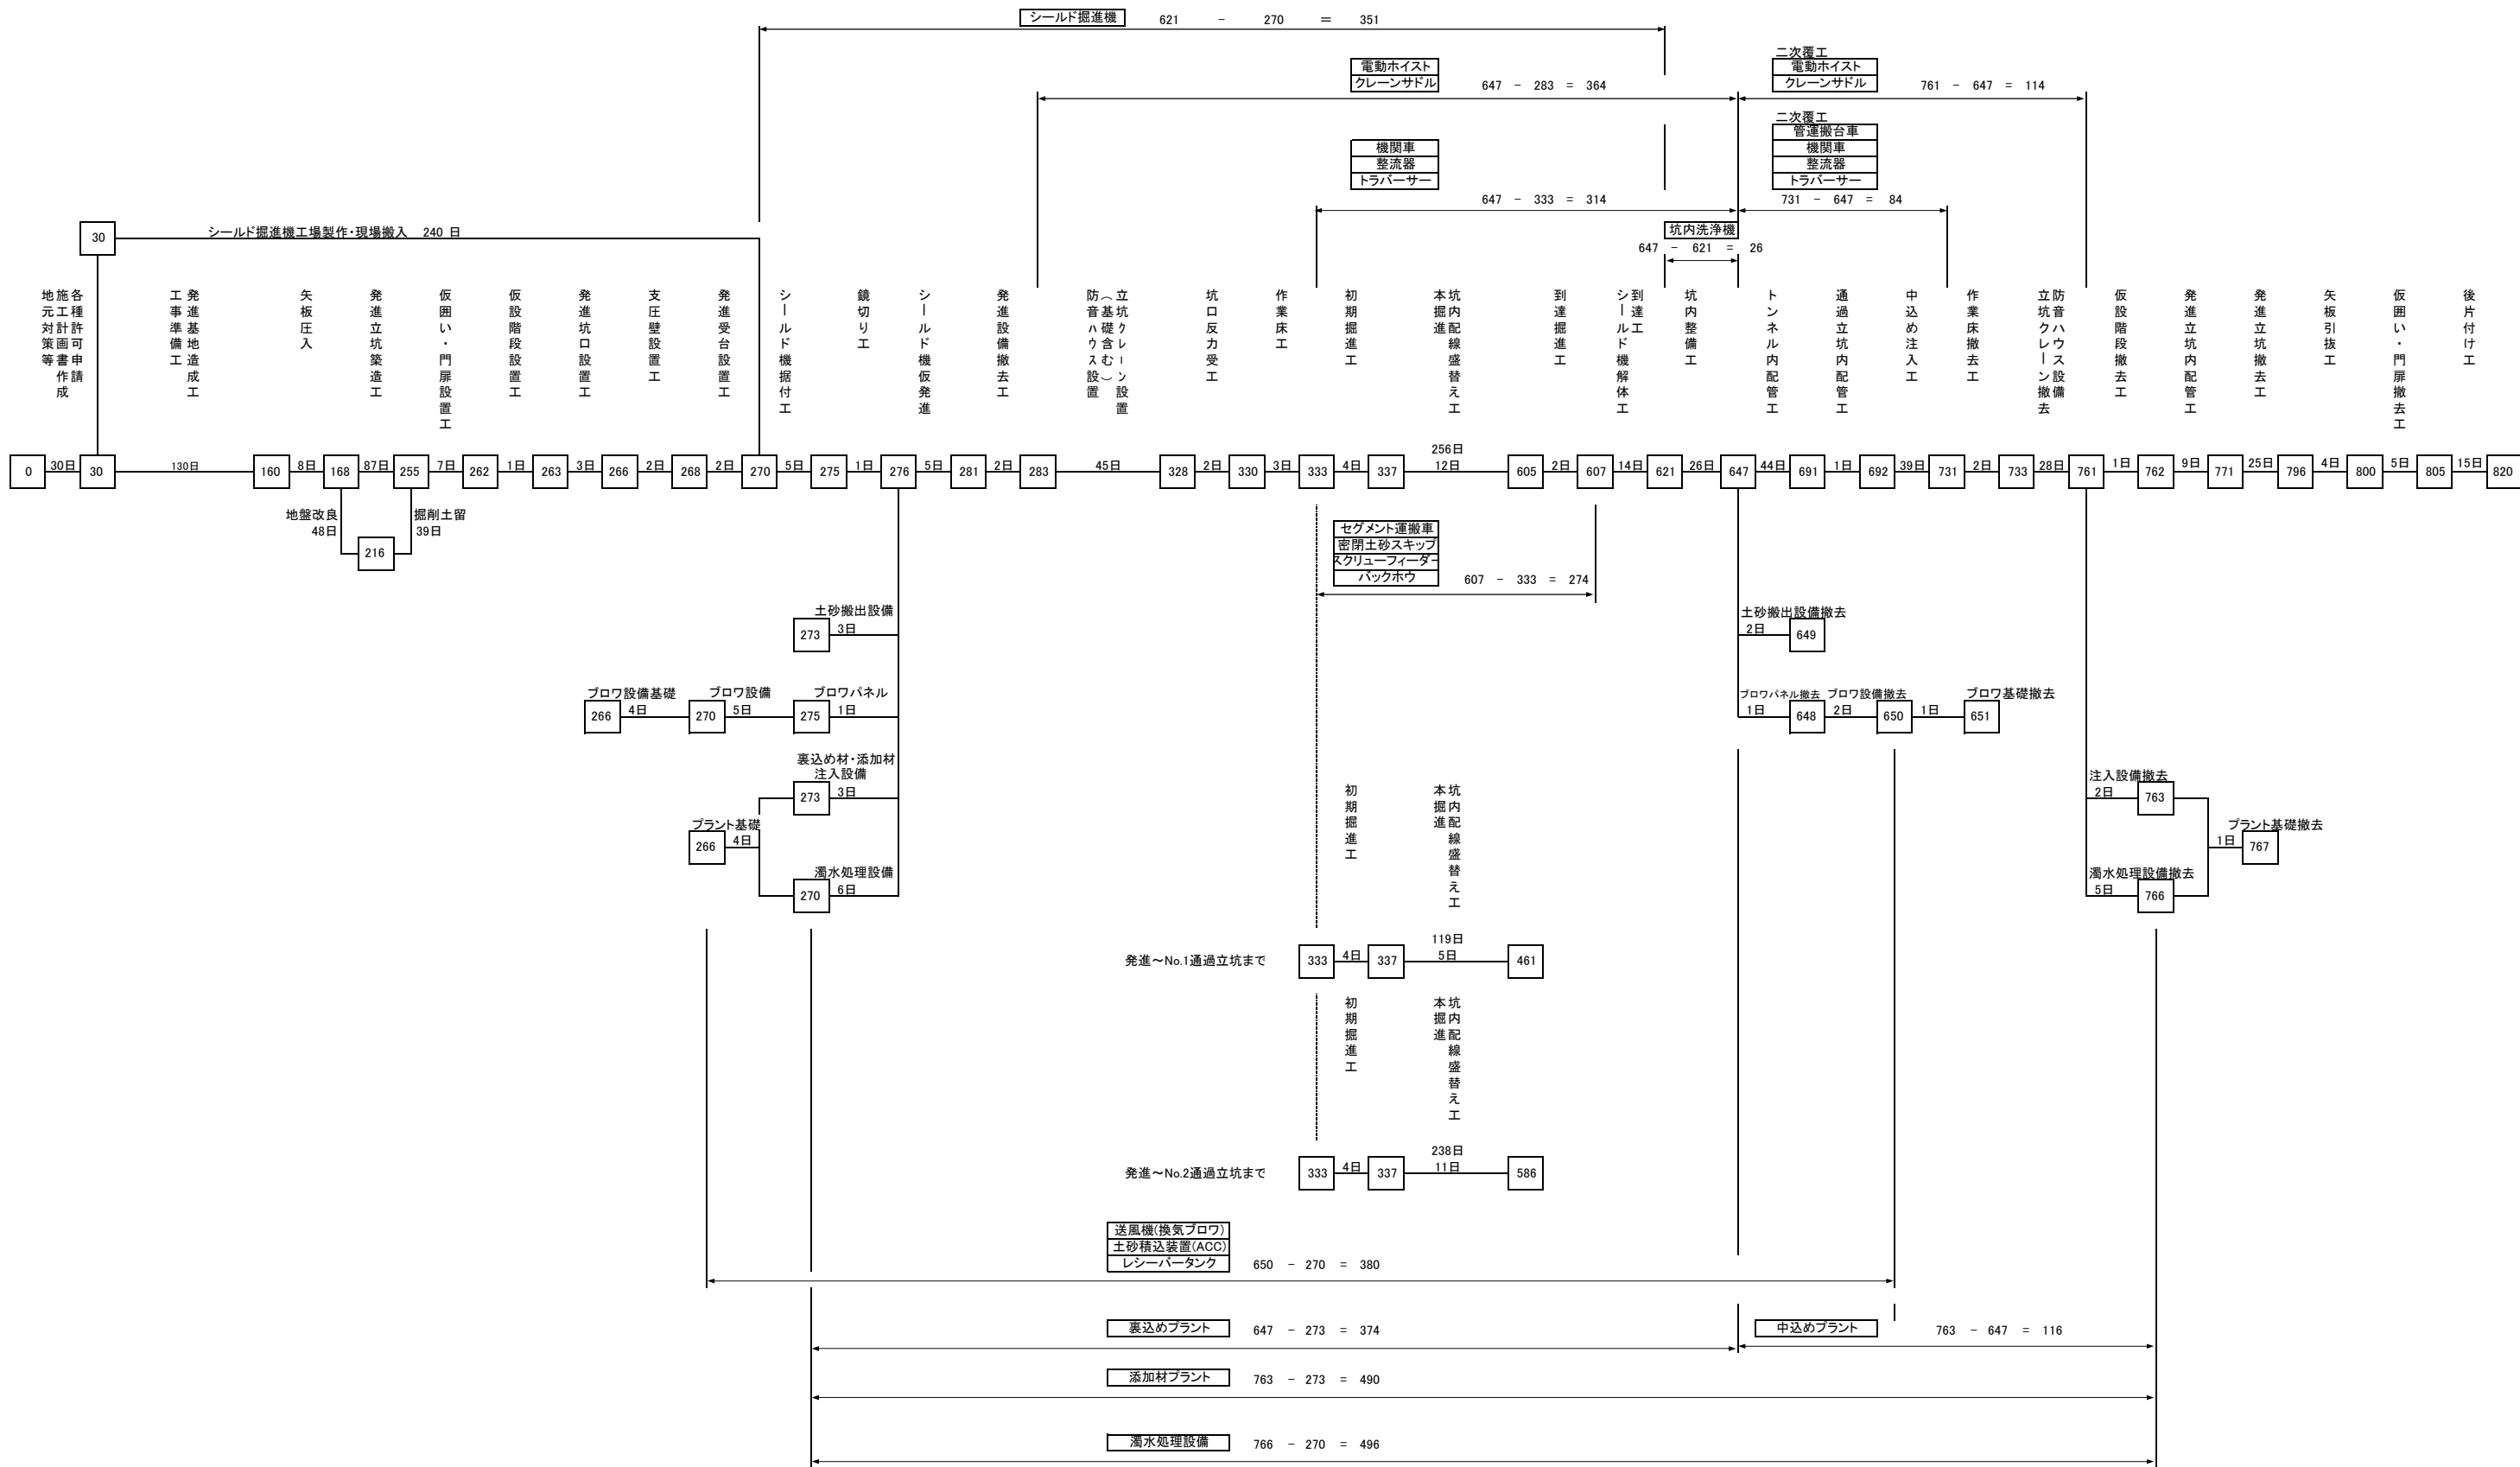 シールド掘進機 621 － 270 ＝ 351
二次覆工
電動ホイスト
クレーンサドル
647 － 283 ＝ 364
電動ホイスト
クレーンサドル
761 － 647 ＝ 114
二次覆工
機関車
整流器
トラバーサー
647 － 333 ＝ 314
管運搬台車
機関車
整流器
トラバーサー
731 － 647 ＝ 84
坑内洗浄機
647 － 621 ＝ 26
30
シールド掘進機工場製作・現場搬入 240 日
各種許可申請
施工計画書作成
地元対策等
発進基地造成工
工事準備工
矢板圧入
発進立坑築造工
仮囲い・門扉設置工
仮設階段設置工
発進坑口設置工
支圧壁設置工
発進受台設置工
シールド機据付工
鏡切り工
シールド機仮発進
発進設備撤去工
立坑クレーン設置
（基礎含む）
防音ハウス設置
坑口反力受工
作業床工
初期掘進工
坑内配線盛替え工
本掘進
到達掘進工
到達工
シールド機解体工
坑内整備工
トンネル内配管工
通過立坑内配管工
中込め注入工
作業床撤去工
防音ハウス設備
立坑クレーン撤去
仮設階段撤去工
発進立坑内配管工
発進立坑撤去工
矢板引抜工
仮囲い・門扉撤去工
後片付け工
256日
0 30日 30 130日 160 8日 168 87日 255 7日 262 1日 263 3日 266 2日 268 2日 270 5日 275 1日 276 5日 281 2日 283 45日 328 2日 330 3日 333 4日 337 12日 605 2日 607 14日 621 26日 647 44日 691 1日 692 39日 731 2日 733 28日 761 1日 762 9日 771 25日 796 4日 800 5日 805 15日 820
地盤改良
48日
216
掘削土留
39日
セグメント運搬車
密閉土砂スキップ
スクリューフィーダー
バックホウ
607 － 333 ＝ 274
土砂搬出設備
273 3日
土砂搬出設備撤去
2日 649
ブロワ設備基礎 ブロワ設備 ブロワパネル
266 4日 270 5日 275 1日
ブロワパネル撤去 ブロワ設備撤去 ブロワ基礎撤去
1日 648 2日 650 1日 651
裏込め材・添加材
注入設備
273 3日
プラント基礎
266 4日
濁水処理設備
270 6日
注入設備撤去
2日 763
プラント基礎撤去
1日 767
濁水処理設備撤去
5日 766
初期掘進工
坑内配線盛替え工
本掘進
119日
発進～No.1通過立坑まで 333 4日 337 5日 461
初期掘進工
坑内配線盛替え工
本掘進
238日
発進～No.2通過立坑まで 333 4日 337 11日 586
送風機(換気ブロワ)
土砂積込装置(ACC)
レシーバータンク
650 － 270 ＝ 380
裏込めプラント 647 － 273 ＝ 374
中込めプラント 763 － 647 ＝ 116
添加材プラント 763 － 273 ＝ 490
濁水処理設備 766 － 270 ＝ 496